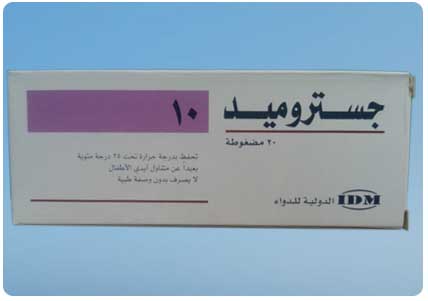 جستروميد
١٠
٢٠ مضغوطة
تحفظ بدرجة حرارة تحت ٢٥ درجة مئوية
بعيداً عن متناول أيدي الأطفال
لا يصرف بدون وصفة طبية
IDM الدولية للدواء